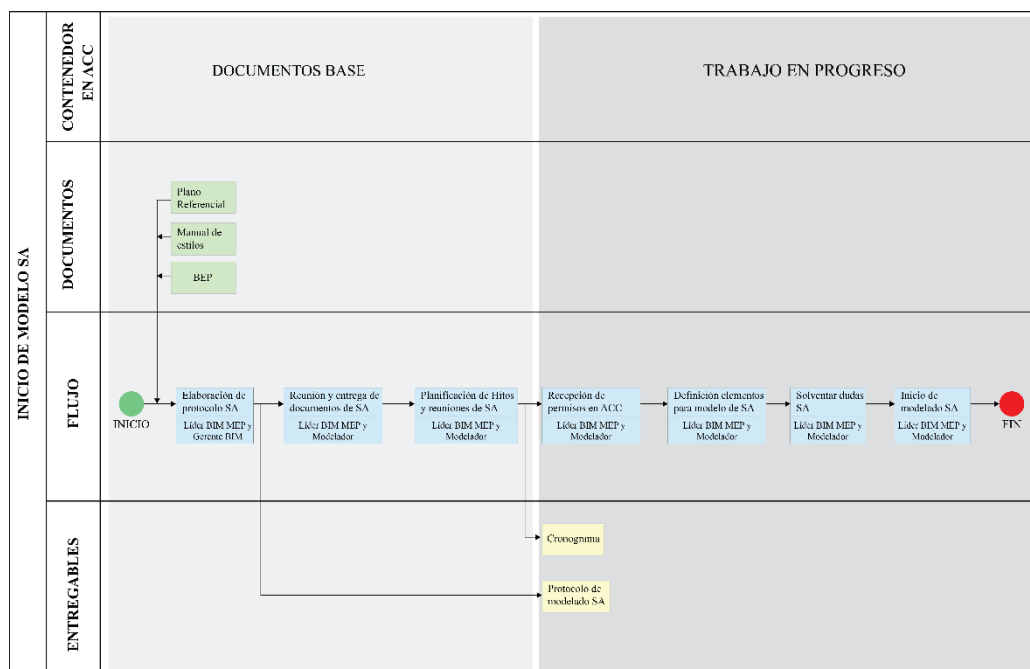 INICIO DE MODELO SA
CONTENEDOR
EN ACC
DOCUMENTOS BASE
TRABAJO EN PROGRESO
DOCUMENTOS
Plano
Referencial
Manual de
estilos
BEP
FLUJO
INICIO
Elaboración de
protocolo SA
Líder BIM MEP y
Gerente BIM
Reunión y entrega de
documentos de SA
Líder BIM MEP y
Modelador
Planificación de Hitos
y reuniones de SA
Líder BIM MEP y
Modelador
Recepción de
permisos en ACC
Líder BIM MEP y
Modelador
Definición elementos
para modelo de SA
Líder BIM MEP y
Modelador
Solventar dudas
SA
Líder BIM MEP y
Modelador
Inicio de
modelado SA
Líder BIM MEP y
Modelador
FIN
ENTREGABLES
Cronograma
Protocolo de
modelado SA